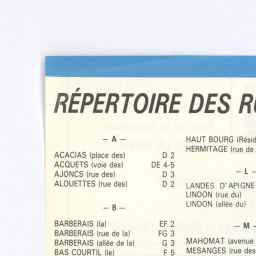 RÉPERTOIRE DES
— A —
ACACIAS (place des) D 2
ACQUETS (voie des) DE 4-5
AJONCS (rue des) D 3
ALOUETTES (rue des) D 2
— B —
BARBERAIS (la) EF 2
BARBERAIS (rue de la) FG 3
BARBERAIS (allée de la) G 3
BAS COURTIL (le) F 5
HAUT BOURG (Résid
HERMITAGE (rue de
— L —
LANDES D'APIGNE
LINDON (rue du)
LINDON (allée du)
— M —
MAHOMAT (avenue
MESANGES (rue des